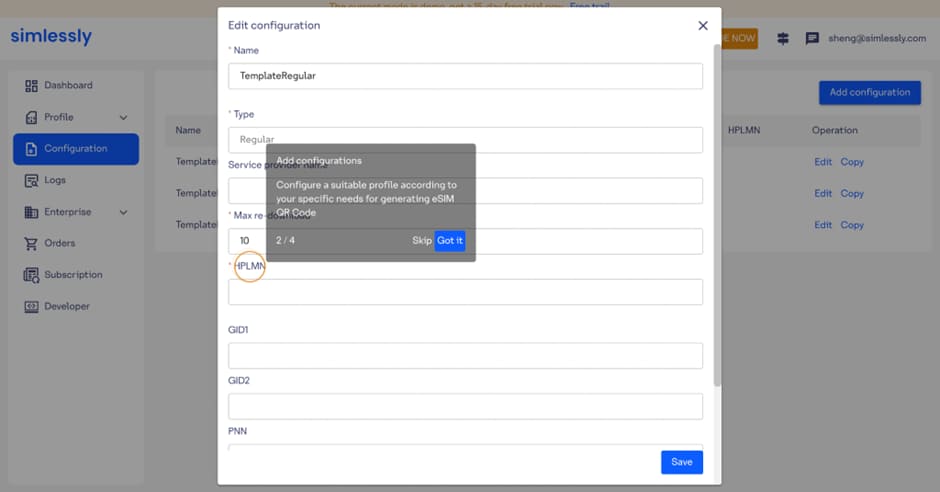 The current mode is demo, not a 15-day free trial now. Free trail
simlessly
E NOW
sheng@simlessly.com
Dashboard
Profile
Configuration
Logs
Enterprise
Orders
Subscription
Developer
Add configuration
Name
HPLMN
Operation
Template
Edit
Copy
Template
Edit
Copy
Template
Edit
Copy
Edit configuration
* Name
TemplateRegular
* Type
Regular
Service provider name
* Max re-download
10
* HPLMN
GID1
GID2
PNN
Save
Add configurations
Configure a suitable profile according to
your specific needs for generating eSIM
QR Code
2 / 4
Skip
Got it